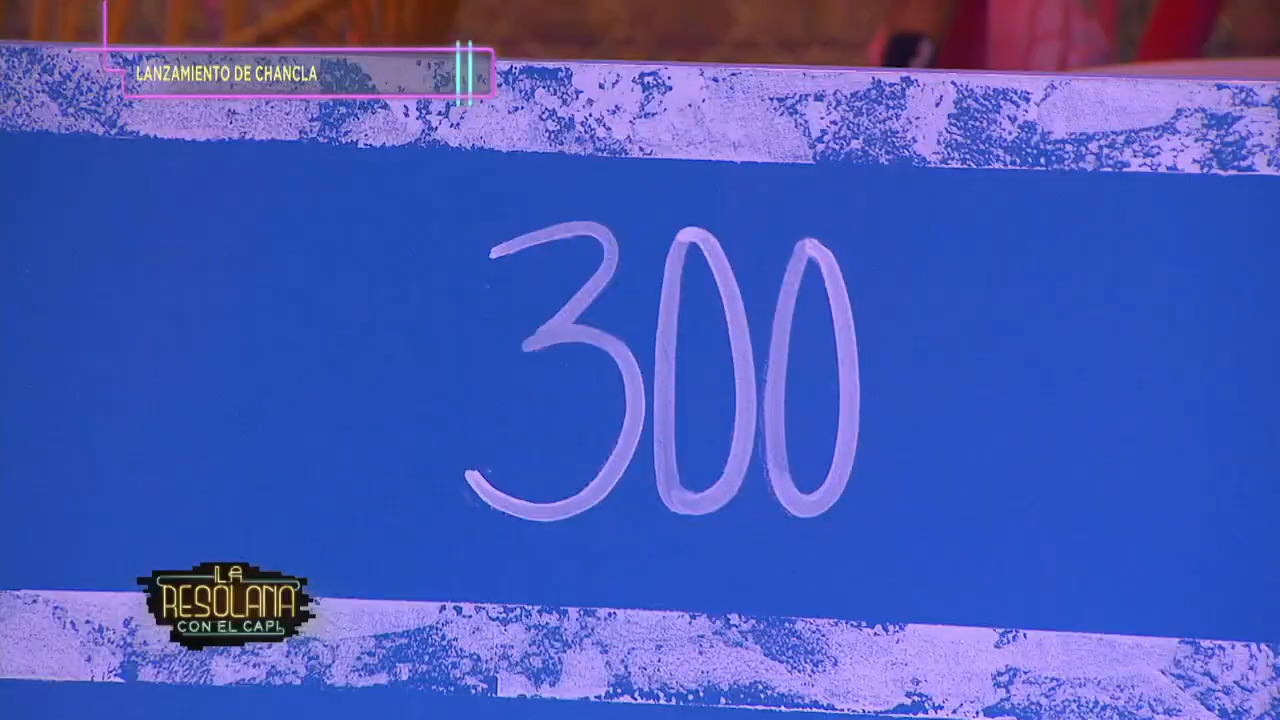 LANZAMIENTO DE CHANCLA
300
LA
RESOLANA
CON EL CAPI